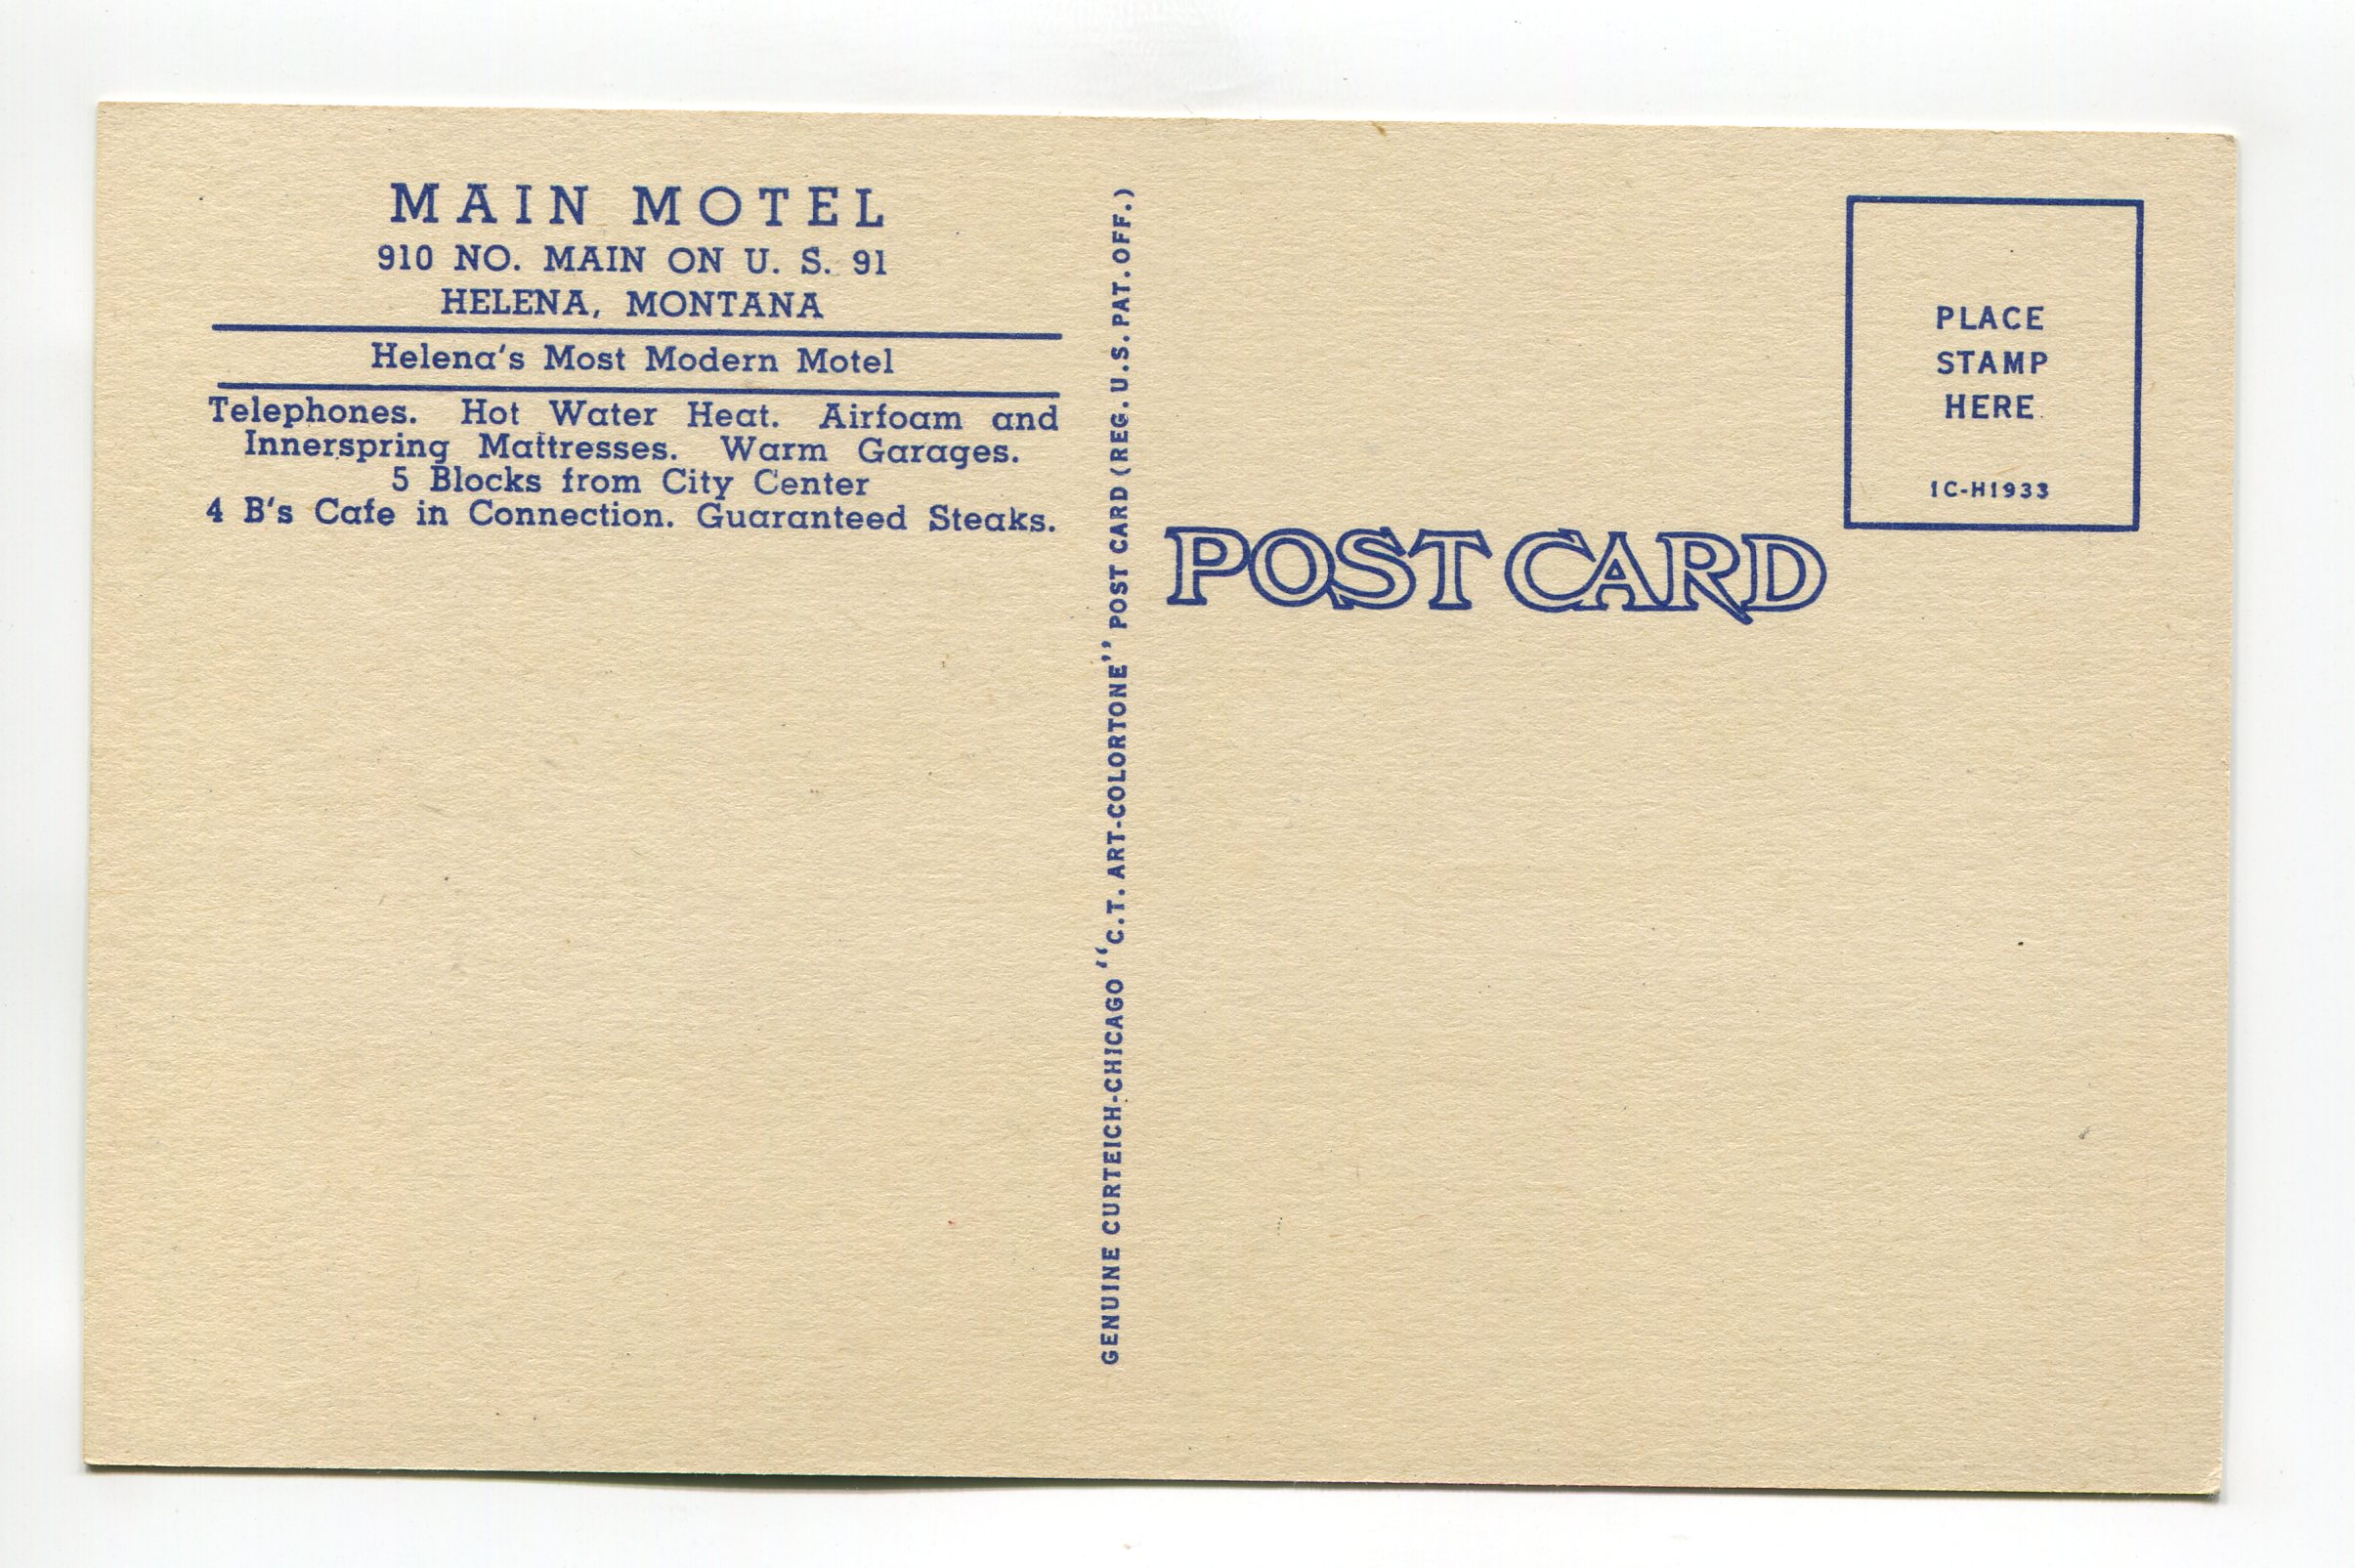 MAIN MOTEL
910 NO. MAIN ON U. S. 91
HELENA, MONTANA
Helena's Most Modern Motel
Telephones. Hot Water Heat. Airfoam and
Innerspring Mattresses. Warm Garages.
5 Blocks from City Center
4 B's Cafe in Connection. Guaranteed Steaks.
GENUINE CURTEICH-CHICAGO "C.T. ART-COLORTONE" POST CARD (REG. U.S. PAT. OFF.)
POST CARD
PLACE
STAMP
HERE
1C-H1933